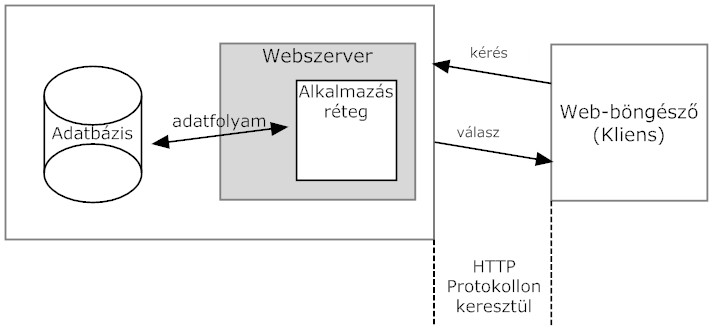 Webszerver
Alkalmazás
réteg
adatfolyam
Adatbázis
kérés
válasz
Web-böngésző
(Kliens)
HTTP
Protokollon
keresztül